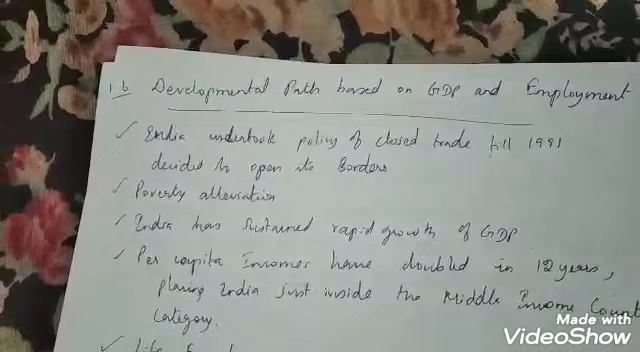 1.6 Developmental Path based on GDP and Employment
✓ India undertook policy of closed trade till 1991
decided to open its Borders
✓ Poverty alleviation
✓ India has sustained rapid growth of GDP
✓ Per capita Incomes have doubled in 12 years,
placing India just inside the Middle Income Count
Category.
✓ Life
Made with
VideoShow